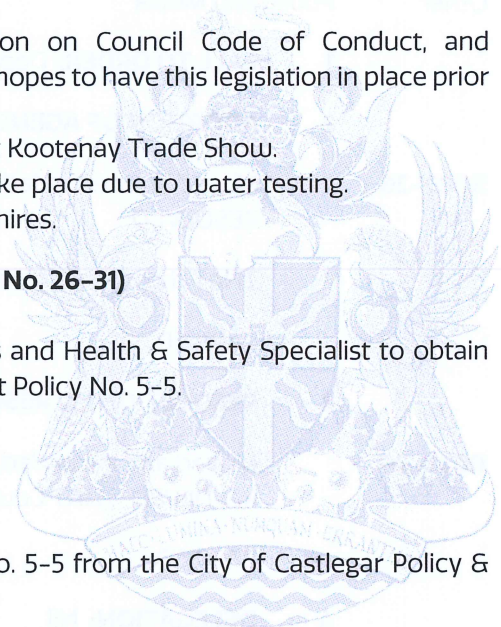 on on Council Code of Conduct, and
hopes to have this legislation in place prior
Kootenay Trade Show.
ke place due to water testing.
hires.
No. 26–31)
s and Health & Safety Specialist to obtain
t Policy No. 5-5.
NUMQUAM
o. 5-5 from the City of Castlegar Policy &